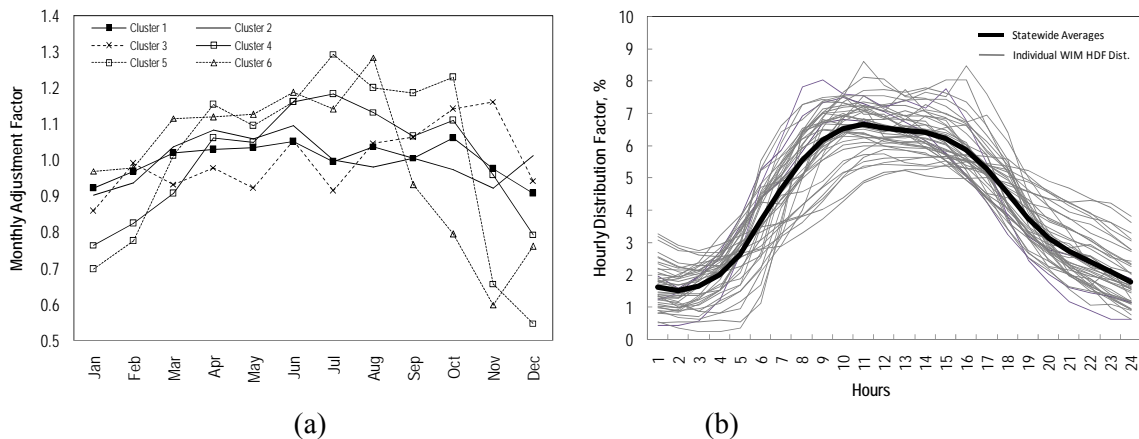 1.4
1.3
1.2
1.1
1.0
0.9
0.8
0.7
0.6
0.5
Monthly Adjustment Factor
Cluster 1
Cluster 2
Cluster 3
Cluster 4
Cluster 5
Cluster 6
Jan
Feb
Mar
Apr
May
Jun
Jul
Aug
Sep
Oct
Nov
Dec
(a)
10
9
8
7
6
5
4
3
2
1
0
Hourly Distribution Factor, %
Statewide Averages
Individual WIM HDF Dist.
1
2
3
4
5
6
7
8
9
10
11
12
13
14
15
16
17
18
19
20
21
22
23
24
Hours
(b)